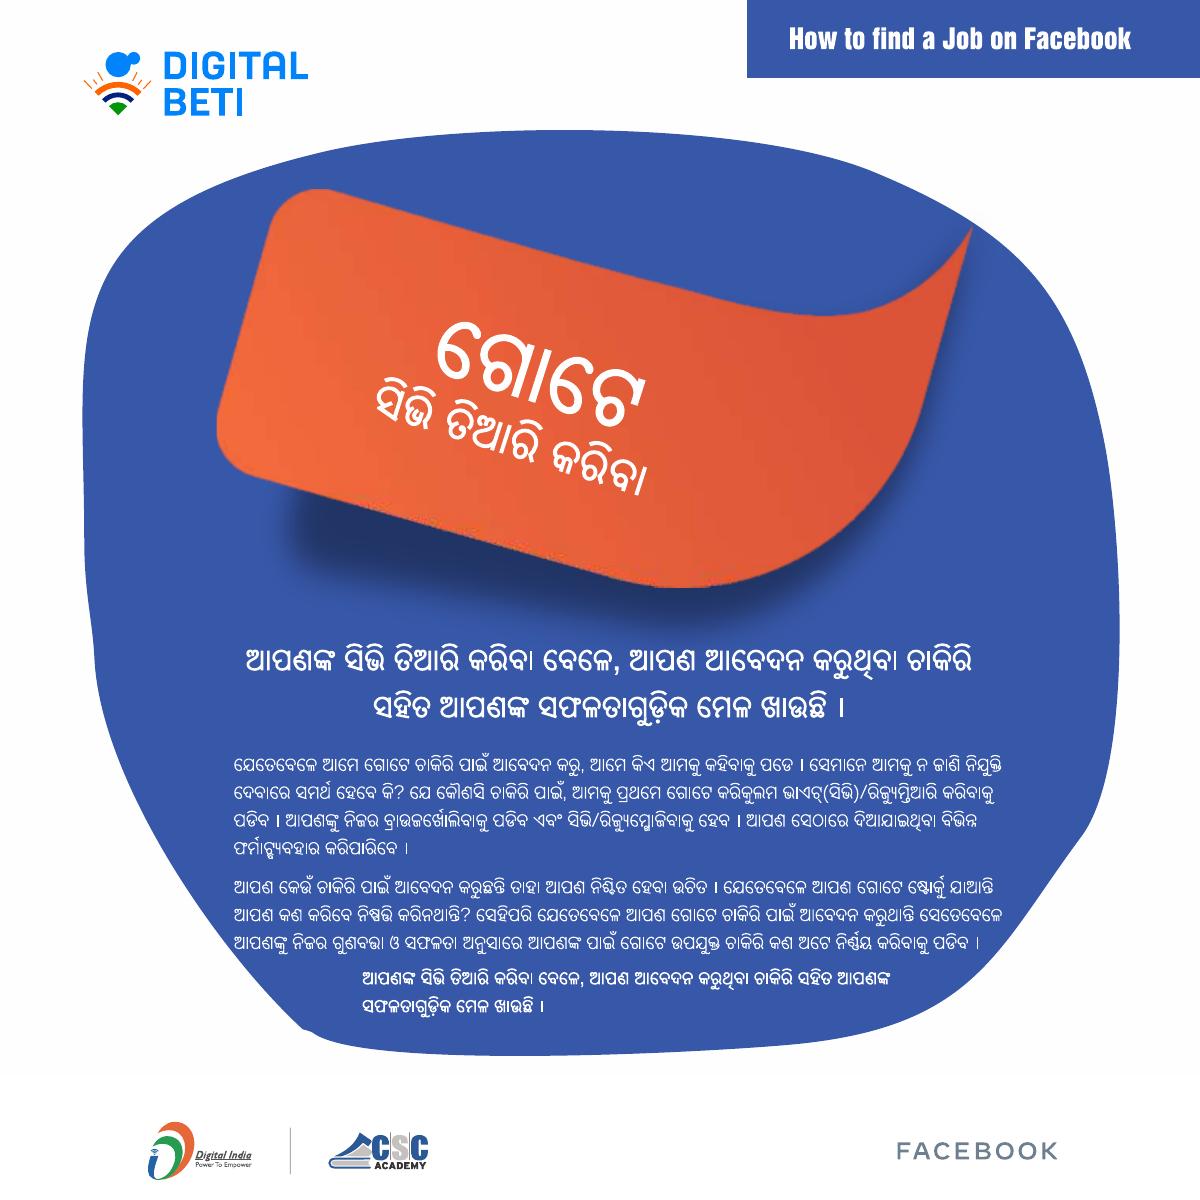 How to find a Job on Facebook
DIGITAL
BETI
ଗୋଟେ
ସିଭି ତିଆରି କରିବା
ଆପଣଙ୍କ ସିଭି ତିଆରି କରିବା ବେଳେ, ଆପଣ ଆବେଦନ କରୁଥିବା ଚାକିରି
ସହିତ ଆପଣଙ୍କ ସଫଳତାଗୁଡ଼ିକ ମେଳ ଖାଉଛି ।
ଯେତେବେଳେ ଆମେ ଗୋଟେ ଚାକିରି ପାଇଁ ଆବେଦନ କରୁ, ଆମେ କିଏ ଆମକୁ କହିବାକୁ ପଡେ । ସେମାନେ ଆମକୁ ନ ଜାଣି ନିଯୁକ୍ତି
ଦେବାରେ ସମର୍ଥ ହେବେ କି? ଯେ କୌଣସି ଚାକିରି ପାଇଁ, ଆମକୁ ପ୍ରଥମେ ଗୋଟେ କରିକୁଲମ ଭାଏଟ୍(ସିଭି)/ରିଜ୍ୟୁମ୍ତିଆରି କରିବାକୁ
ପଡିବ । ଆପଣଙ୍କୁ ନିଜର ବ୍ରାଉଜର୍ଖୋଲିବାକୁ ପଡିବ ଏବଂ ସିଭି/ରିଜ୍ୟୁମ୍ଖୋଜିବାକୁ ହେବ । ଆପଣ ସେଠାରେ ଦିଆଯାଇଥିବା ବିଭିନ୍ନ
ଫର୍ମାଟ୍ବ୍ୟବହାର କରିପାରିବେ ।
ଆପଣ କେଉଁ ଚାକିରି ପାଇଁ ଆବେଦନ କରୁଛନ୍ତି ତାହା ଆପଣ ନିଶ୍ଚିତ ହେବା ଉଚିତ । ଯେତେବେଳେ ଆପଣ ଗୋଟେ ଷ୍ଟୋର୍କୁ ଯାଆନ୍ତି
ଆପଣ କଣ କରିବେ ନିଷ୍ପତ୍ତି କରିନଥାନ୍ତି? ସେହିପରି ଯେତେବେଳେ ଆପଣ ଗୋଟେ ଚାକିରି ପାଇଁ ଆବେଦନ କରୁଥାନ୍ତି ସେତେବେଳେ
ଆପଣଙ୍କୁ ନିଜର ଗୁଣବତ୍ତା ଓ ସଫଳତା ଅନୁସାରେ ଆପଣଙ୍କ ପାଇଁ ଗୋଟେ ଉପଯୁକ୍ତ ଚାକିରି କଣ ଅଟେ ନିର୍ଣ୍ଣୟ କରିବାକୁ ପଡିବ ।
ଆପଣଙ୍କ ସିଭି ତିଆରି କରିବା ବେଳେ, ଆପଣ ଆବେଦନ କରୁଥିବା ଚାକିରି ସହିତ ଆପଣଙ୍କ
ସଫଳତାଗୁଡ଼ିକ ମେଳ ଖାଉଛି ।
Digital India
Power To Empower
CSC
ACADEMY
FACEBOOK